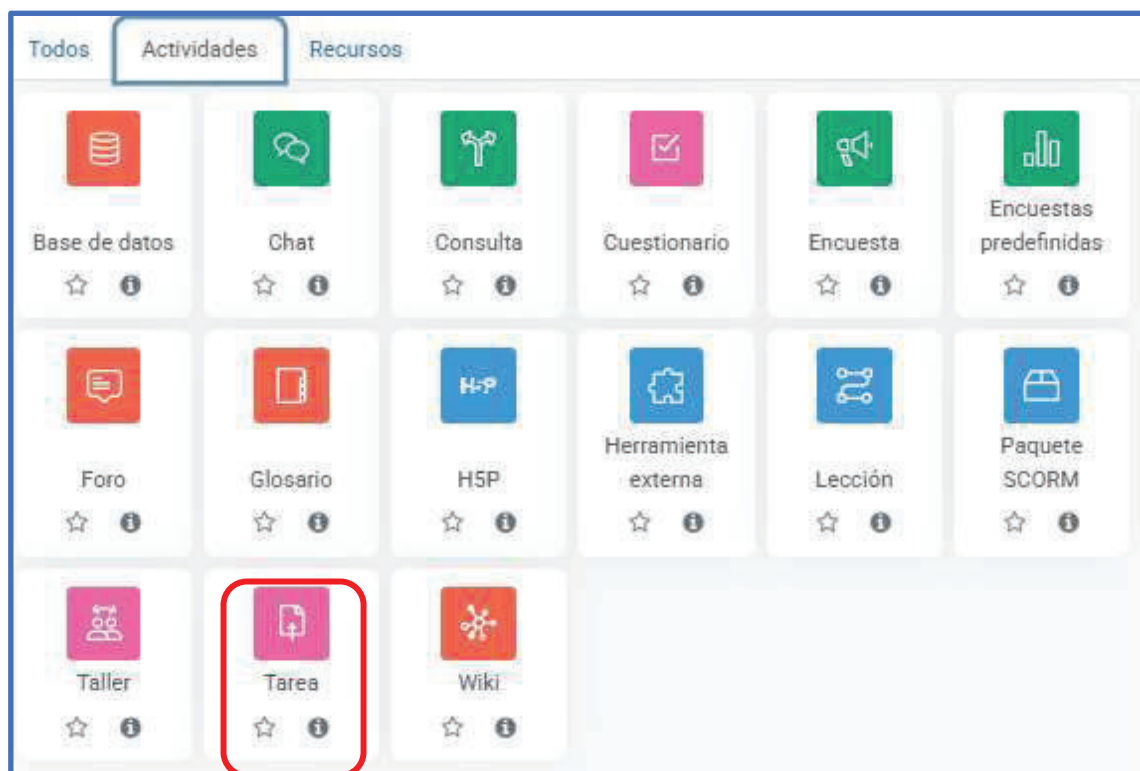 Todos Actividades Recursos
Base de datos Chat Consulta Cuestionario Encuesta Encuestas predefinidas
Foro Glosario H-P H5P Herramienta externa Lección Paquete SCORM
Taller Tarea Wiki